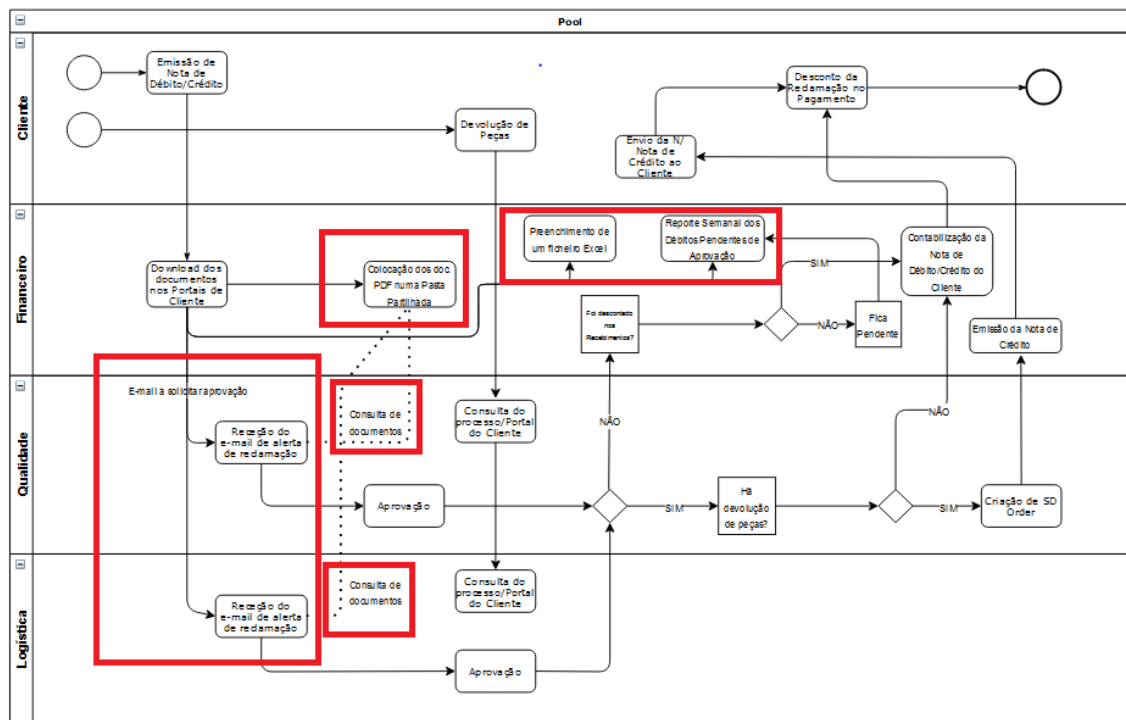 Pool
Cliente
Emissão de
Nota de
Débito/Crédito
Devolução de
Peças
Desconto da
Reclamação no
Pagamento
Envio da N/
Nota de
Crédito ao
Cliente
Financeiro
Download dos
documentos
nos Portais de
Cliente
Colocação dos doc.
PDF numa Pasta
Partilhada
Preenchimento de
um ficheiro Excel
Reporte Semanal dos
Débitos Pendentes de
Aprovação
Contabilização da
Nota de
Débito/Crédito do
Cliente
SIM
Foi descontado
nos
Recebimentos?
NÃO
Fica
Pendente
Emissão da Nota de
Crédito
Qualidade
E-mail a solicitar aprovação
Receção do
e-mail de alerta
de reclamação
Consulta de
documentos
Consulta do
processo/Portal
do Cliente
NÃO
NÃO
Aprovação
SIM
Há
devolução
de peças?
SIM
Criação de SD
Order
Logística
Receção do
e-mail de alerta
de reclamação
Consulta de
documentos
Consulta do
processo/Portal
do Cliente
Aprovação